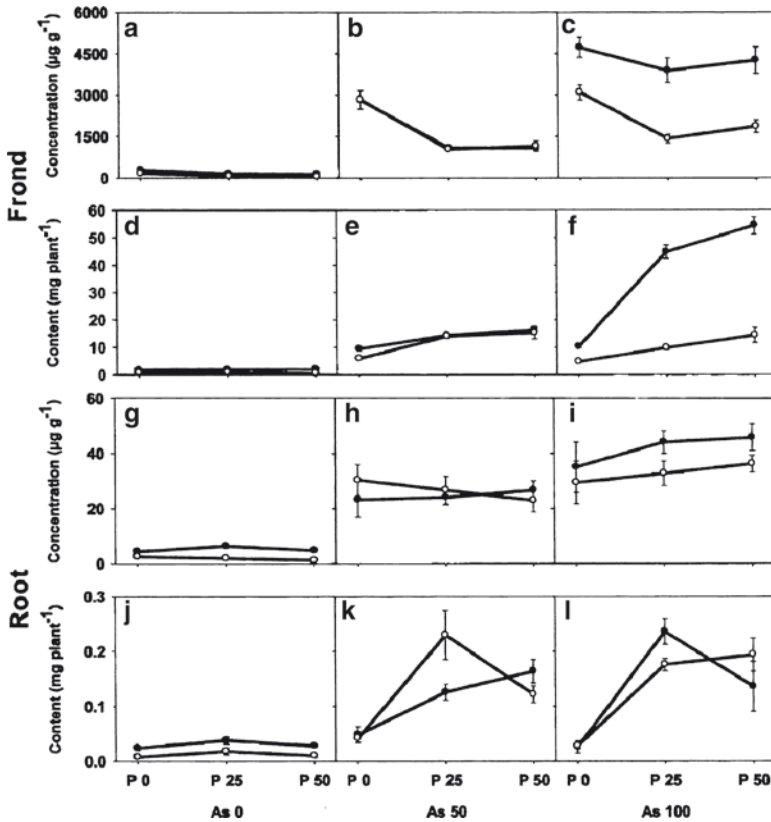 Frond
Concentration (µg g⁻¹)
6000
4500
3000
1500
0
a
b
c
Content (mg plant⁻¹)
60
50
40
30
20
10
0
d
e
f
Root
Concentration (µg g⁻¹)
60
40
20
0
g
h
i
Content (mg plant⁻¹)
0.3
0.2
0.1
0.0
j
k
l
P 0 P 25 P 50 P 0 P 25 P 50 P 0 P 25 P 50
As 0 As 50 As 100